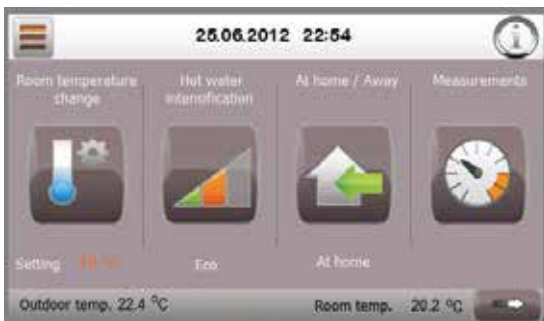 25.06.2012 22:54
Room temperature change
Hot water intensification
At home / Away
Measurements
Setting
Eco
At home
Outdoor temp. 22.4 °C
Room temp. 20.2 °C